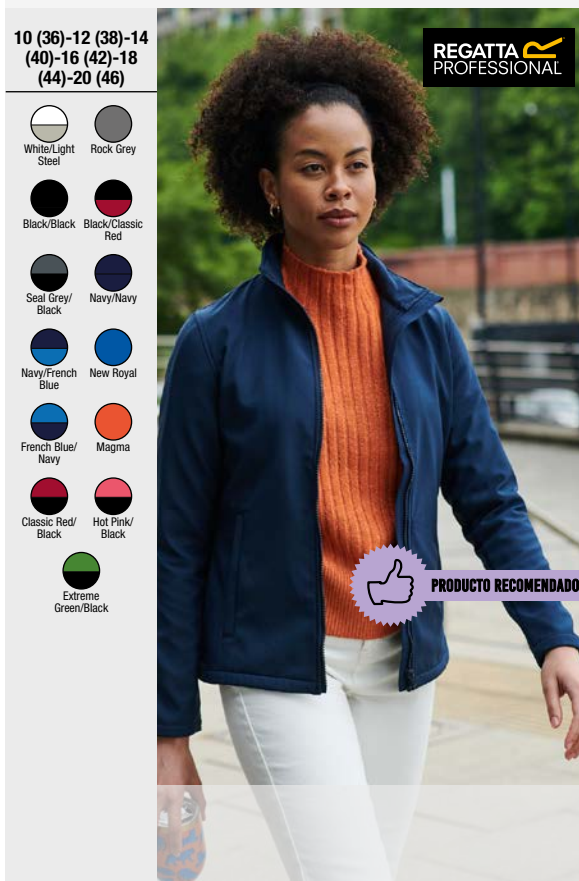 10 (36)-12 (38)-14
(40)-16 (42)-18
(44)-20 (46)
REGATTA
PROFESSIONAL
White/Light
Steel
Rock Grey
Black/Black
Black/Classic
Red
Seal Grey/
Black
Navy/Navy
Navy/French
Blue
New Royal
French Blue/
Navy
Magma
Classic Red/
Black
Hot Pink/
Black
Extreme
Green/Black
PRODUCTO RECOMENDADO